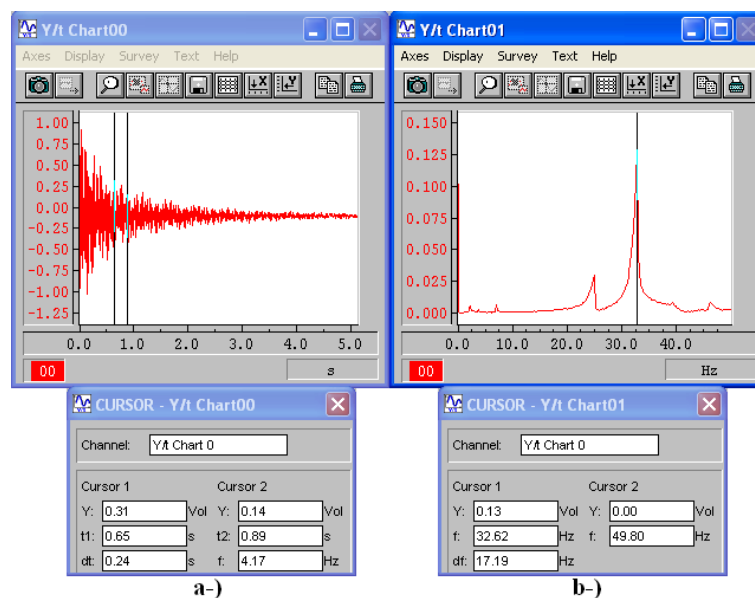 Y/t Chart00
Axes Display Survey Text Help
1.00
0.75
0.50
0.25
0.00
-0.25
-0.50
-0.75
-1.00
-1.25
0.0 1.0 2.0 3.0 4.0 5.0
00 s
CURSOR - Y/t Chart00
Channel: Y/t Chart 0
Cursor 1 Cursor 2
Y: 0.31 Vol Y: 0.14 Vol
t1: 0.65 s t2: 0.89 s
dt: 0.24 s f: 4.17 Hz
a-)
Y/t Chart01
Axes Display Survey Text Help
0.150
0.125
0.100
0.075
0.050
0.025
0.000
0.0 10.0 20.0 30.0 40.0
00 Hz
CURSOR - Y/t Chart01
Channel: Y/t Chart 0
Cursor 1 Cursor 2
Y: 0.13 Vol Y: 0.00 Vol
f: 32.62 Hz f: 49.80 Hz
df: 17.19 Hz
b-)